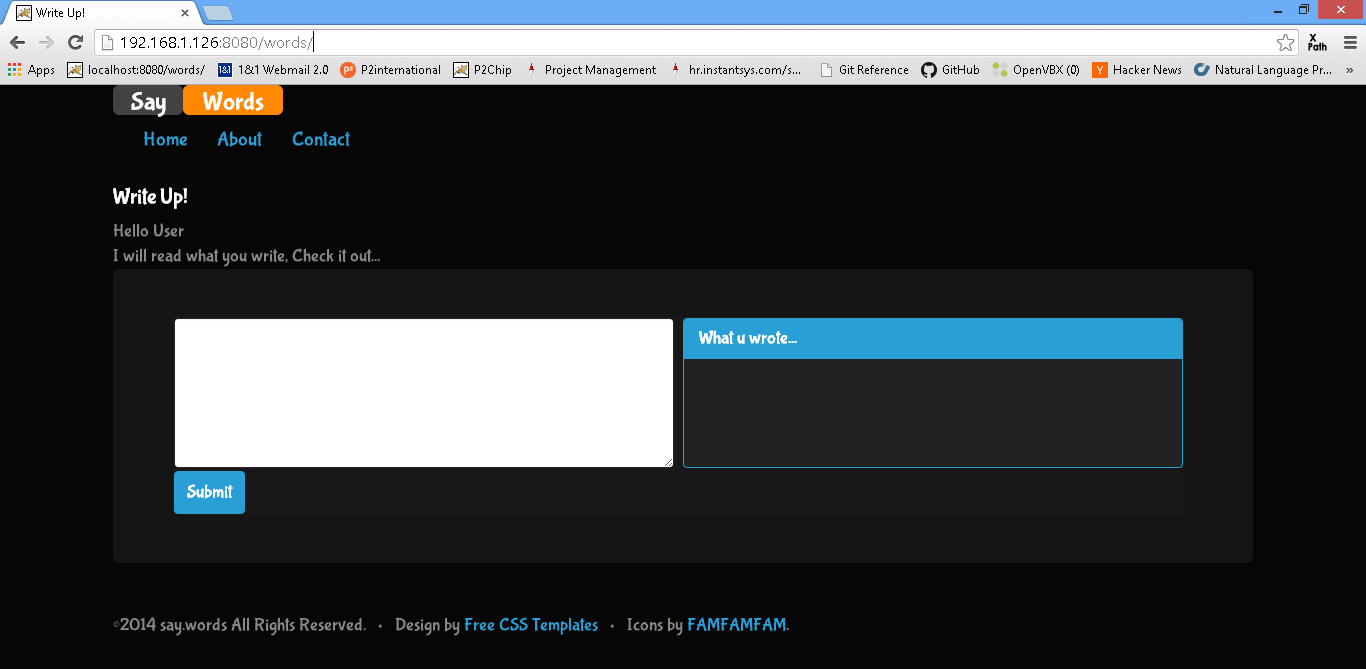 Write Up!
192.168.1.126:8080/words/
X Path
Apps localhost:8080/words/ 1&1 1&1 Webmail 2.0 P2 P2international P2Chip Project Management hr.instantsys.com/s... Git Reference GitHub OpenVBX (0) Y Hacker News Natural Language Pr... »
Say Words
Home About Contact
Write Up!
Hello User
I will read what you write, Check it out...
What u wrote...
Submit
©2014 say.words All Rights Reserved. • Design by Free CSS Templates • Icons by FAMFAMFAM.